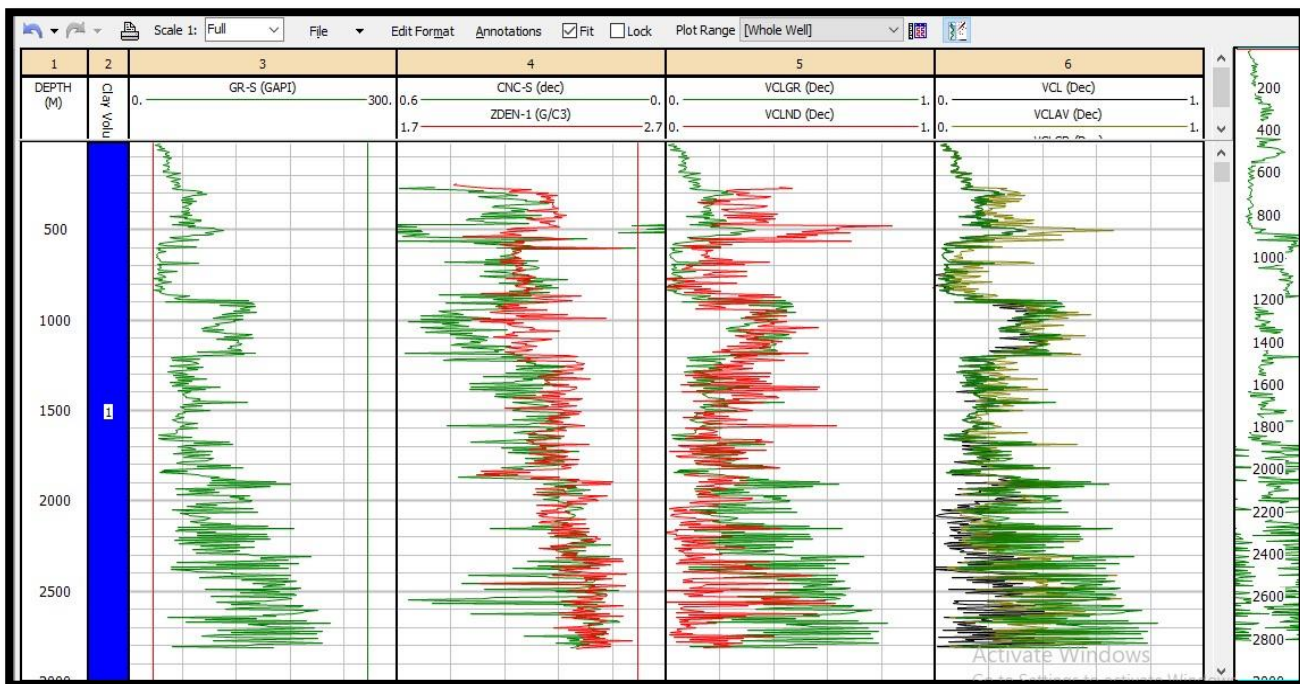 Scale 1: Full File Edit Format Annotations Fit Lock Plot Range [Whole Well]
1 2 3 4 5 6
DEPTH (M)
Clay Volu
GR-S (GAPI)
0. 300.
CNC-S (dec)
0.6 0.
ZDEN-1 (G/C3)
1.7 2.7
VCLGR (Dec)
0. 1.
VCLND (Dec)
0. 1.
VCL (Dec)
0. 1.
VCLAV (Dec)
0. 1.
500
1000
1500
2000
2500
1
200
400
600
800
1000
1200
1400
1600
1800
2000
2200
2400
2600
2800
Activate Windows